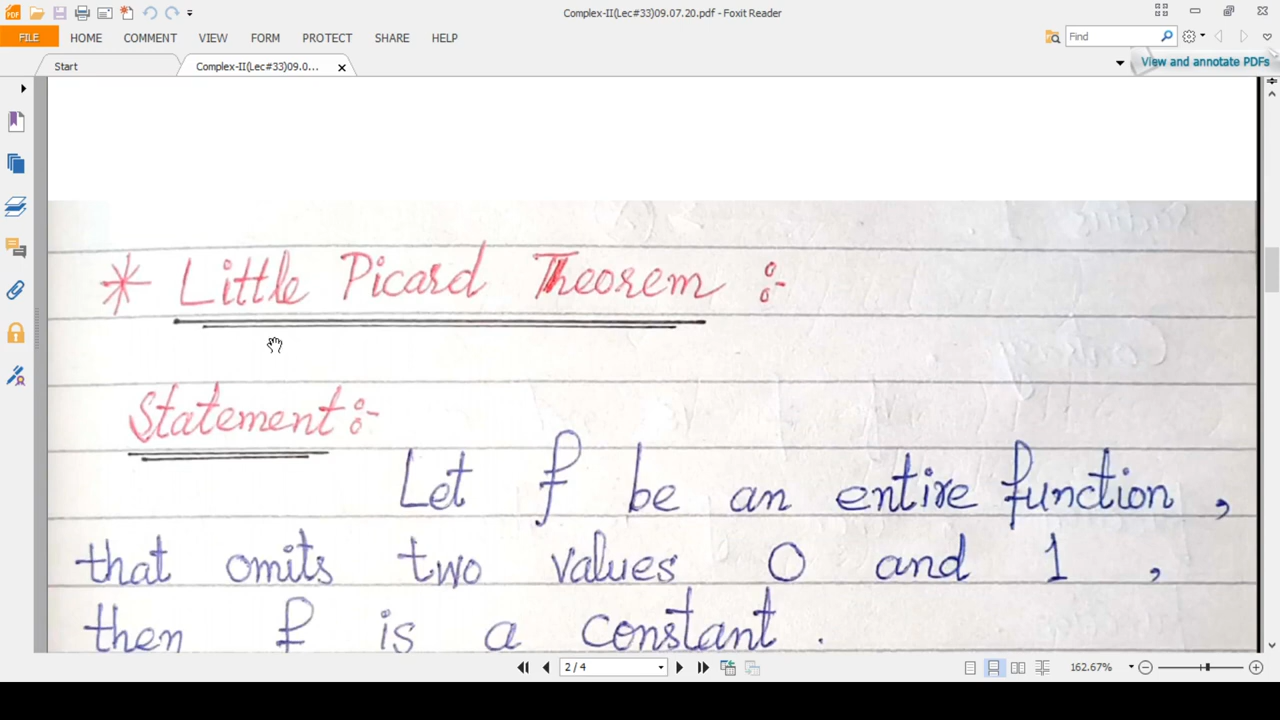 Complex-II(Lec#33)09.07.20.pdf - Foxit Reader
FILE HOME COMMENT VIEW FORM PROTECT SHARE HELP
Find
Start Complex-II(Lec#33)09.0...
View and annotate PDFs
* Little Picard Theorem :-
Statement :-
Let f be an entire function ,
that omits two values 0 and 1 ,
then f is a constant .
2 / 4
162.67%